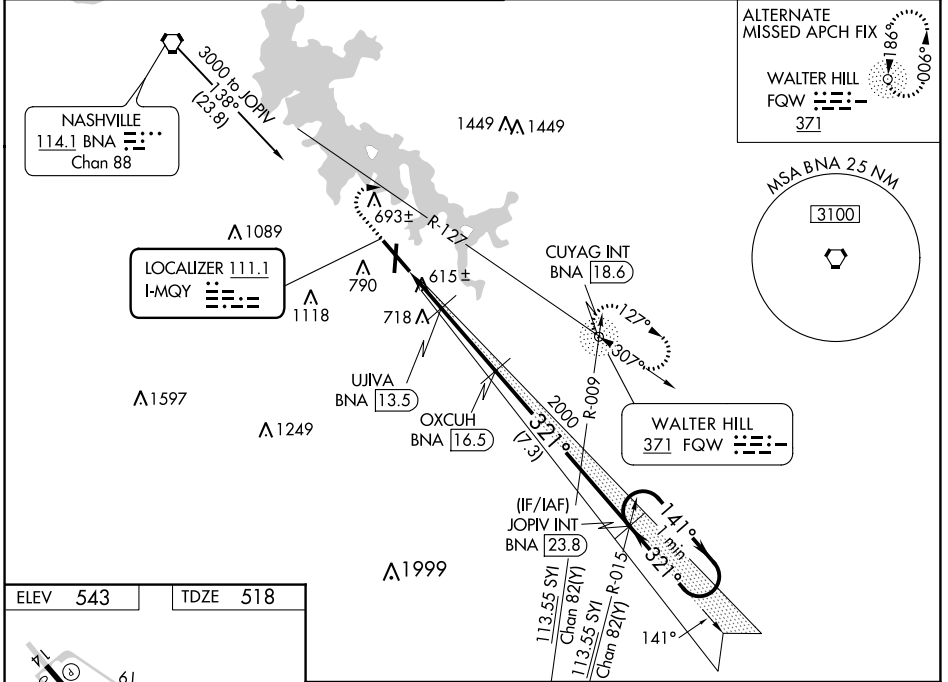 ALTERNATE
MISSED APCH FIX
186°
006°
WALTER HILL
FQW
371
3000 to JOPIV
138°
(23.8)
NASHVILLE
114.1 BNA
Chan 88
1449
1449
MSA BNA 25 NM
3100
693±
R-127
1089
LOCALIZER 111.1
I-MQY
790
615±
1118
718
CUYAG INT
BNA 18.6
127°
307°
UJIVA
BNA 13.5
1597
OXCUH
BNA 16.5
1249
2000
321°
(7.3)
R-009
WALTER HILL
371 FQW
(IF/IAF)
JOPIV INT
BNA 23.8
141°
1 min
321°
1999
113.55 SYI
Chan 82(Y)
113.55 SYI
Chan 82(Y)
R-015
141°
ELEV 543
TDZE 518
P
19